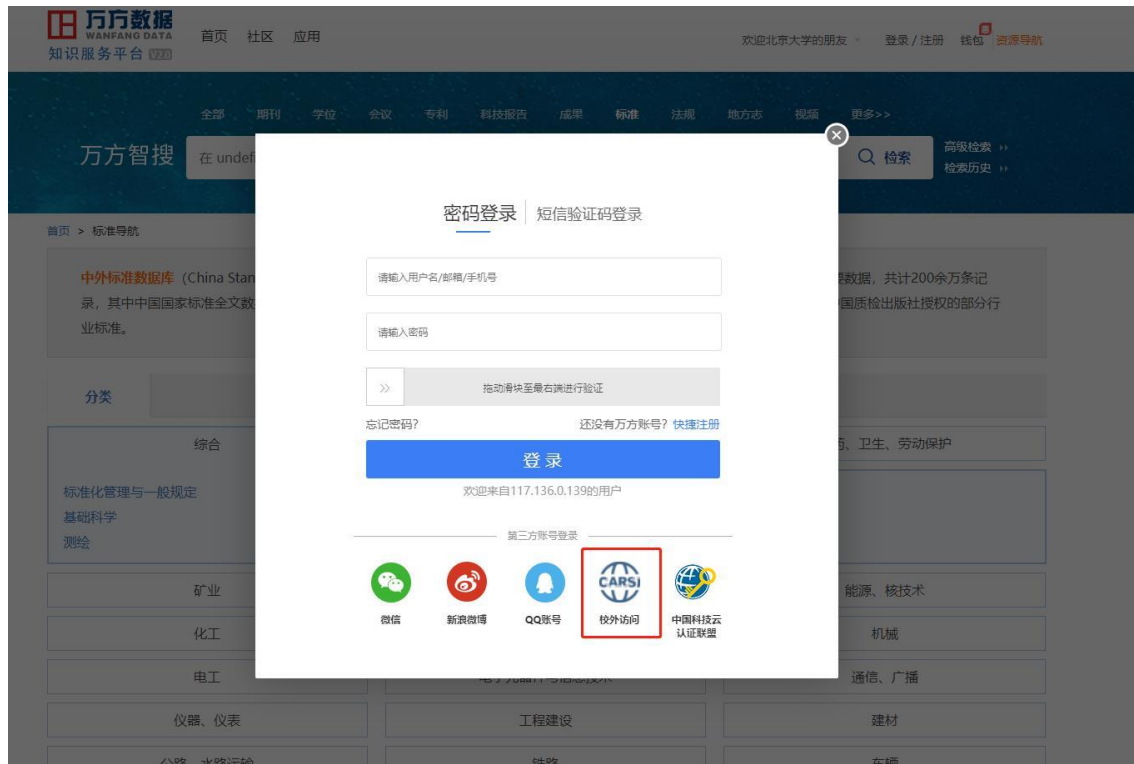 万方数据
WANFANG DATA
知识服务平台 V2.0
首页 社区 应用
欢迎北京大学的朋友 登录 / 注册 钱包 资源导航
全部 期刊 学位 会议 专利 科技报告 成果 标准 法规 地方志 视频 更多>>
万方智搜 在 undefi 检索
高级检索
检索历史
首页 > 标准导航
中外标准数据库 (China Stan
数据, 共计200余万条记
录, 其中中国国家标准全文数
国质检出版社授权的部分行
业标准。
密码登录 短信验证码登录
请输入用户名/邮箱/手机号
请输入密码
>> 拖动滑块至最右端进行验证
忘记密码? 还没有万方账号? 快捷注册
登 录
欢迎来自117.136.0.139的用户
第三方账号登录
CARSI
微信 新浪微博 QQ账号 校外访问 中国科技云
认证联盟
分类
综合 、卫生、劳动保护
标准化管理与一般规定
基础科学
测绘
矿业 能源、核技术
化工 机械
电工 通信、广播
仪器、仪表 工程建设 建材
公路、水路运输 铁路 车辆